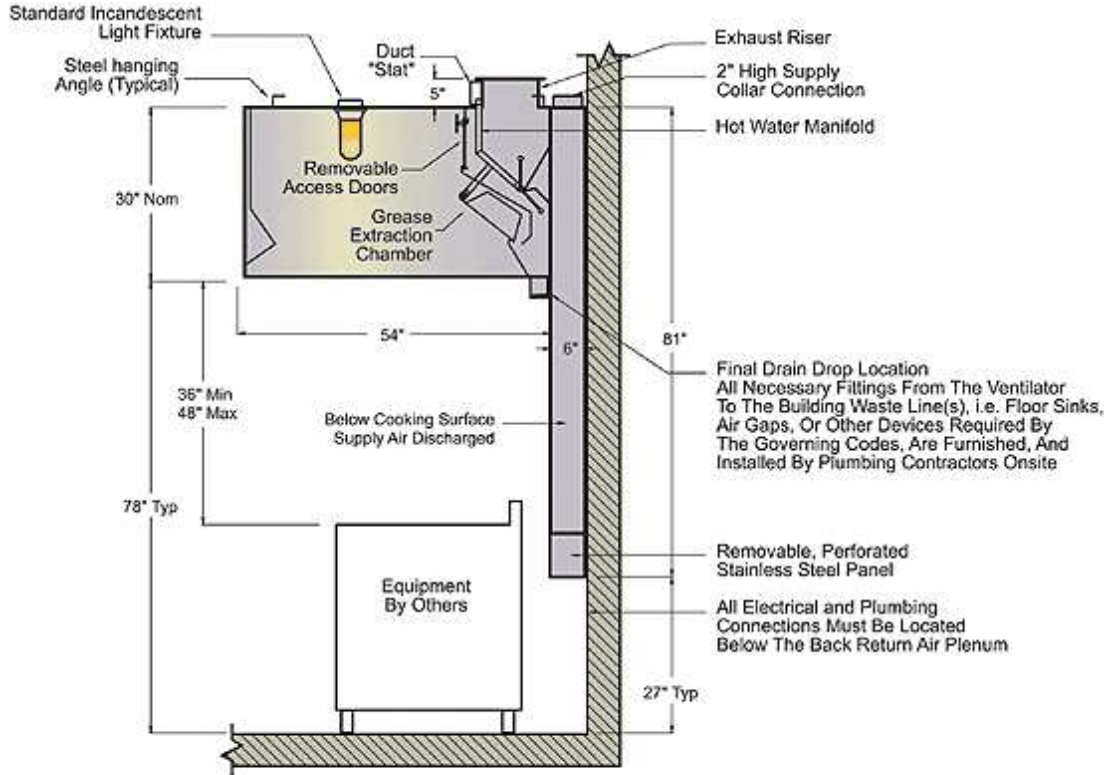 Standard Incandescent
Light Fixture
Steel hanging
Angle (Typical)
Duct
"Stat"
5"
Exhaust Riser
2" High Supply
Collar Connection
Hot Water Manifold
Removable
Access Doors
Grease
Extraction
Chamber
30" Nom
54"
6"
81"
36" Min
48" Max
Below Cooking Surface
Supply Air Discharged
Final Drain Drop Location
All Necessary Fittings From The Ventilator
To The Building Waste Line(s), i.e. Floor Sinks,
Air Gaps, Or Other Devices Required By
The Governing Codes, Are Furnished, And
Installed By Plumbing Contractors Onsite
78" Typ
Equipment
By Others
Removable, Perforated
Stainless Steel Panel
All Electrical and Plumbing
Connections Must Be Located
Below The Back Return Air Plenum
27" Typ